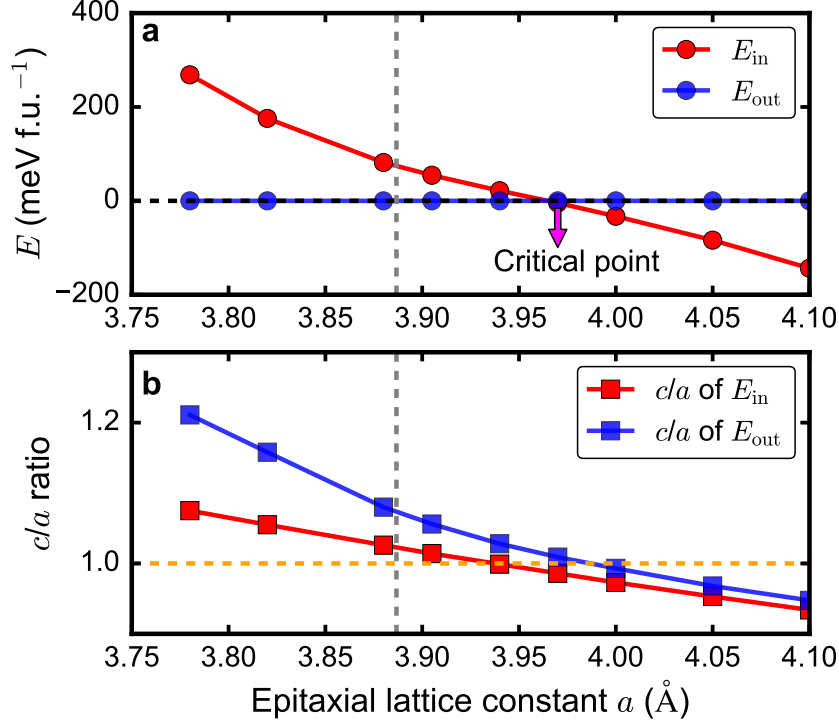 a
E (meV f.u.⁻¹)
400
200
0
−200
E_in
E_out
Critical point
3.75 3.80 3.85 3.90 3.95 4.00 4.05 4.10
b
c/a ratio
1.2
1.0
c/a of E_in
c/a of E_out
3.75 3.80 3.85 3.90 3.95 4.00 4.05 4.10
Epitaxial lattice constant a (Å)